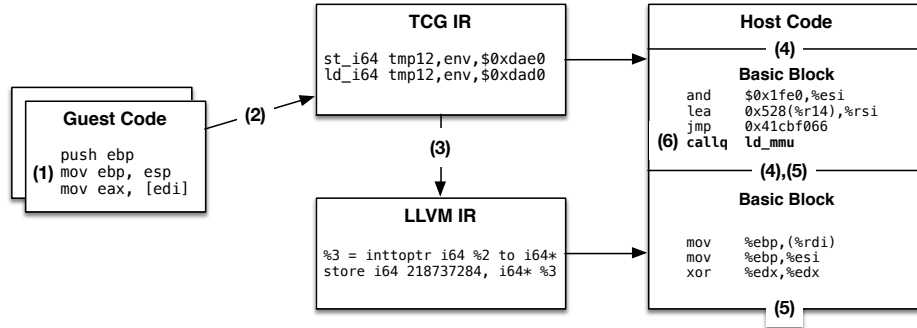 TCG IR
st_i64 tmp12,env,$0xdae0
ld_i64 tmp12,env,$0xdad0
Guest Code
push ebp
(1) mov ebp, esp
mov eax, [edi]
(2)
(3)
LLVM IR
%3 = inttoptr i64 %2 to i64*
store i64 218737284, i64* %3
Host Code
(4)
Basic Block
and $0x1fe0,%esi
lea 0x528(%r14),%rsi
jmp 0x41cbf066
(6) callq ld_mmu
(4),(5)
Basic Block
mov %ebp,(%rdi)
mov %ebp,%esi
xor %edx,%edx
(5)